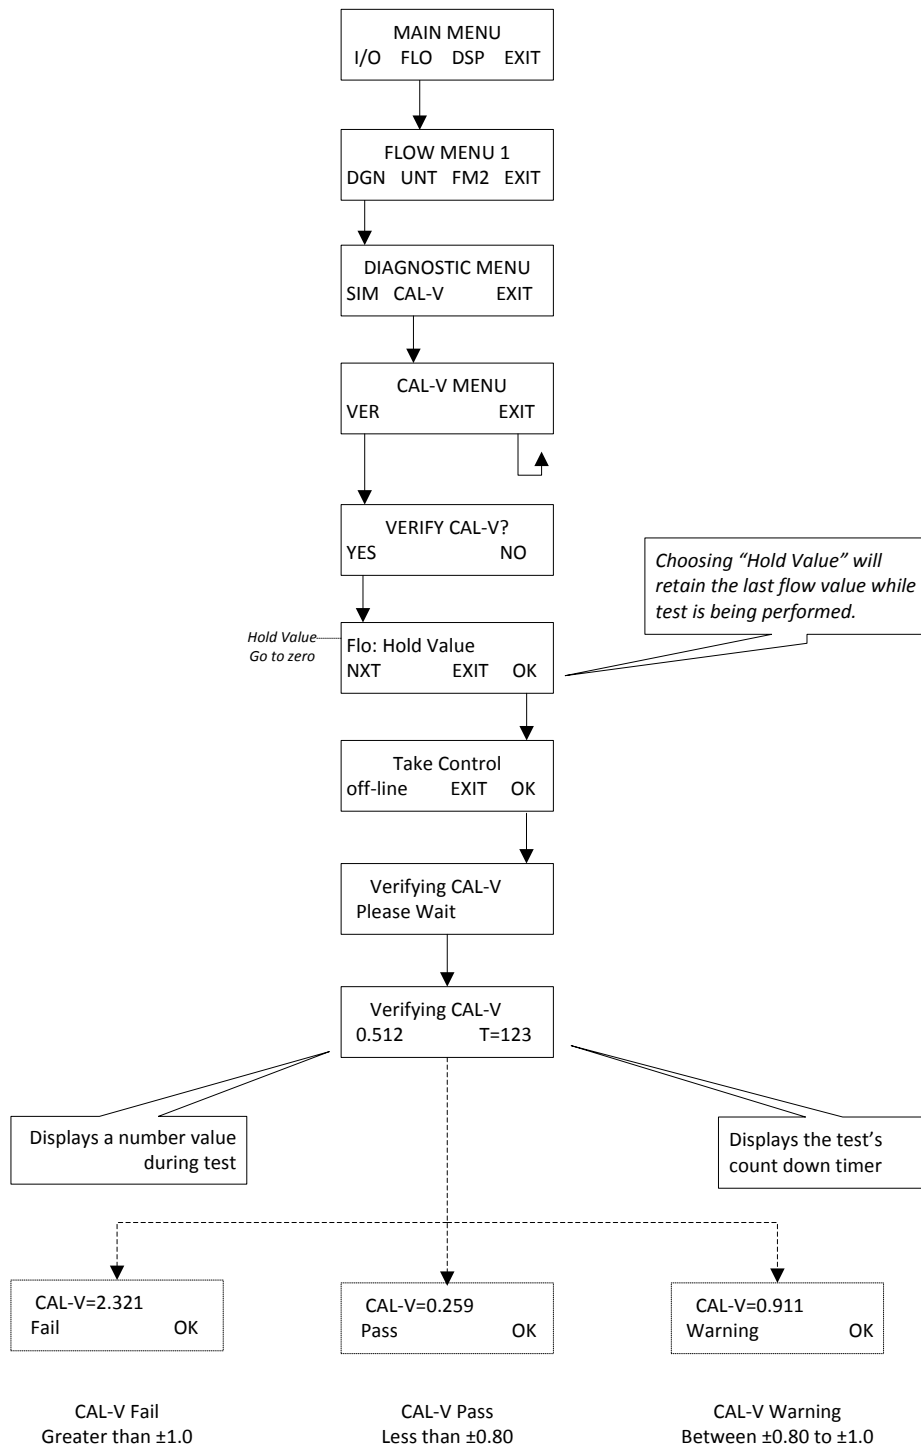 MAIN MENU
I/O FLO DSP EXIT
FLOW MENU 1
DGN UNT FM2 EXIT
DIAGNOSTIC MENU
SIM CAL-V EXIT
CAL-V MENU
VER EXIT
VERIFY CAL-V?
YES NO
Choosing “Hold Value” will
retain the last flow value while
test is being performed.
Hold Value
Go to zero
Flo: Hold Value
NXT EXIT OK
Take Control
off-line EXIT OK
Verifying CAL-V
Please Wait
Verifying CAL-V
0.512 T=123
Displays a number value
during test
Displays the test’s
count down timer
CAL-V=2.321
Fail OK
CAL-V=0.259
Pass OK
CAL-V=0.911
Warning OK
CAL-V Fail
Greater than ±1.0
CAL-V Pass
Less than ±0.80
CAL-V Warning
Between ±0.80 to ±1.0